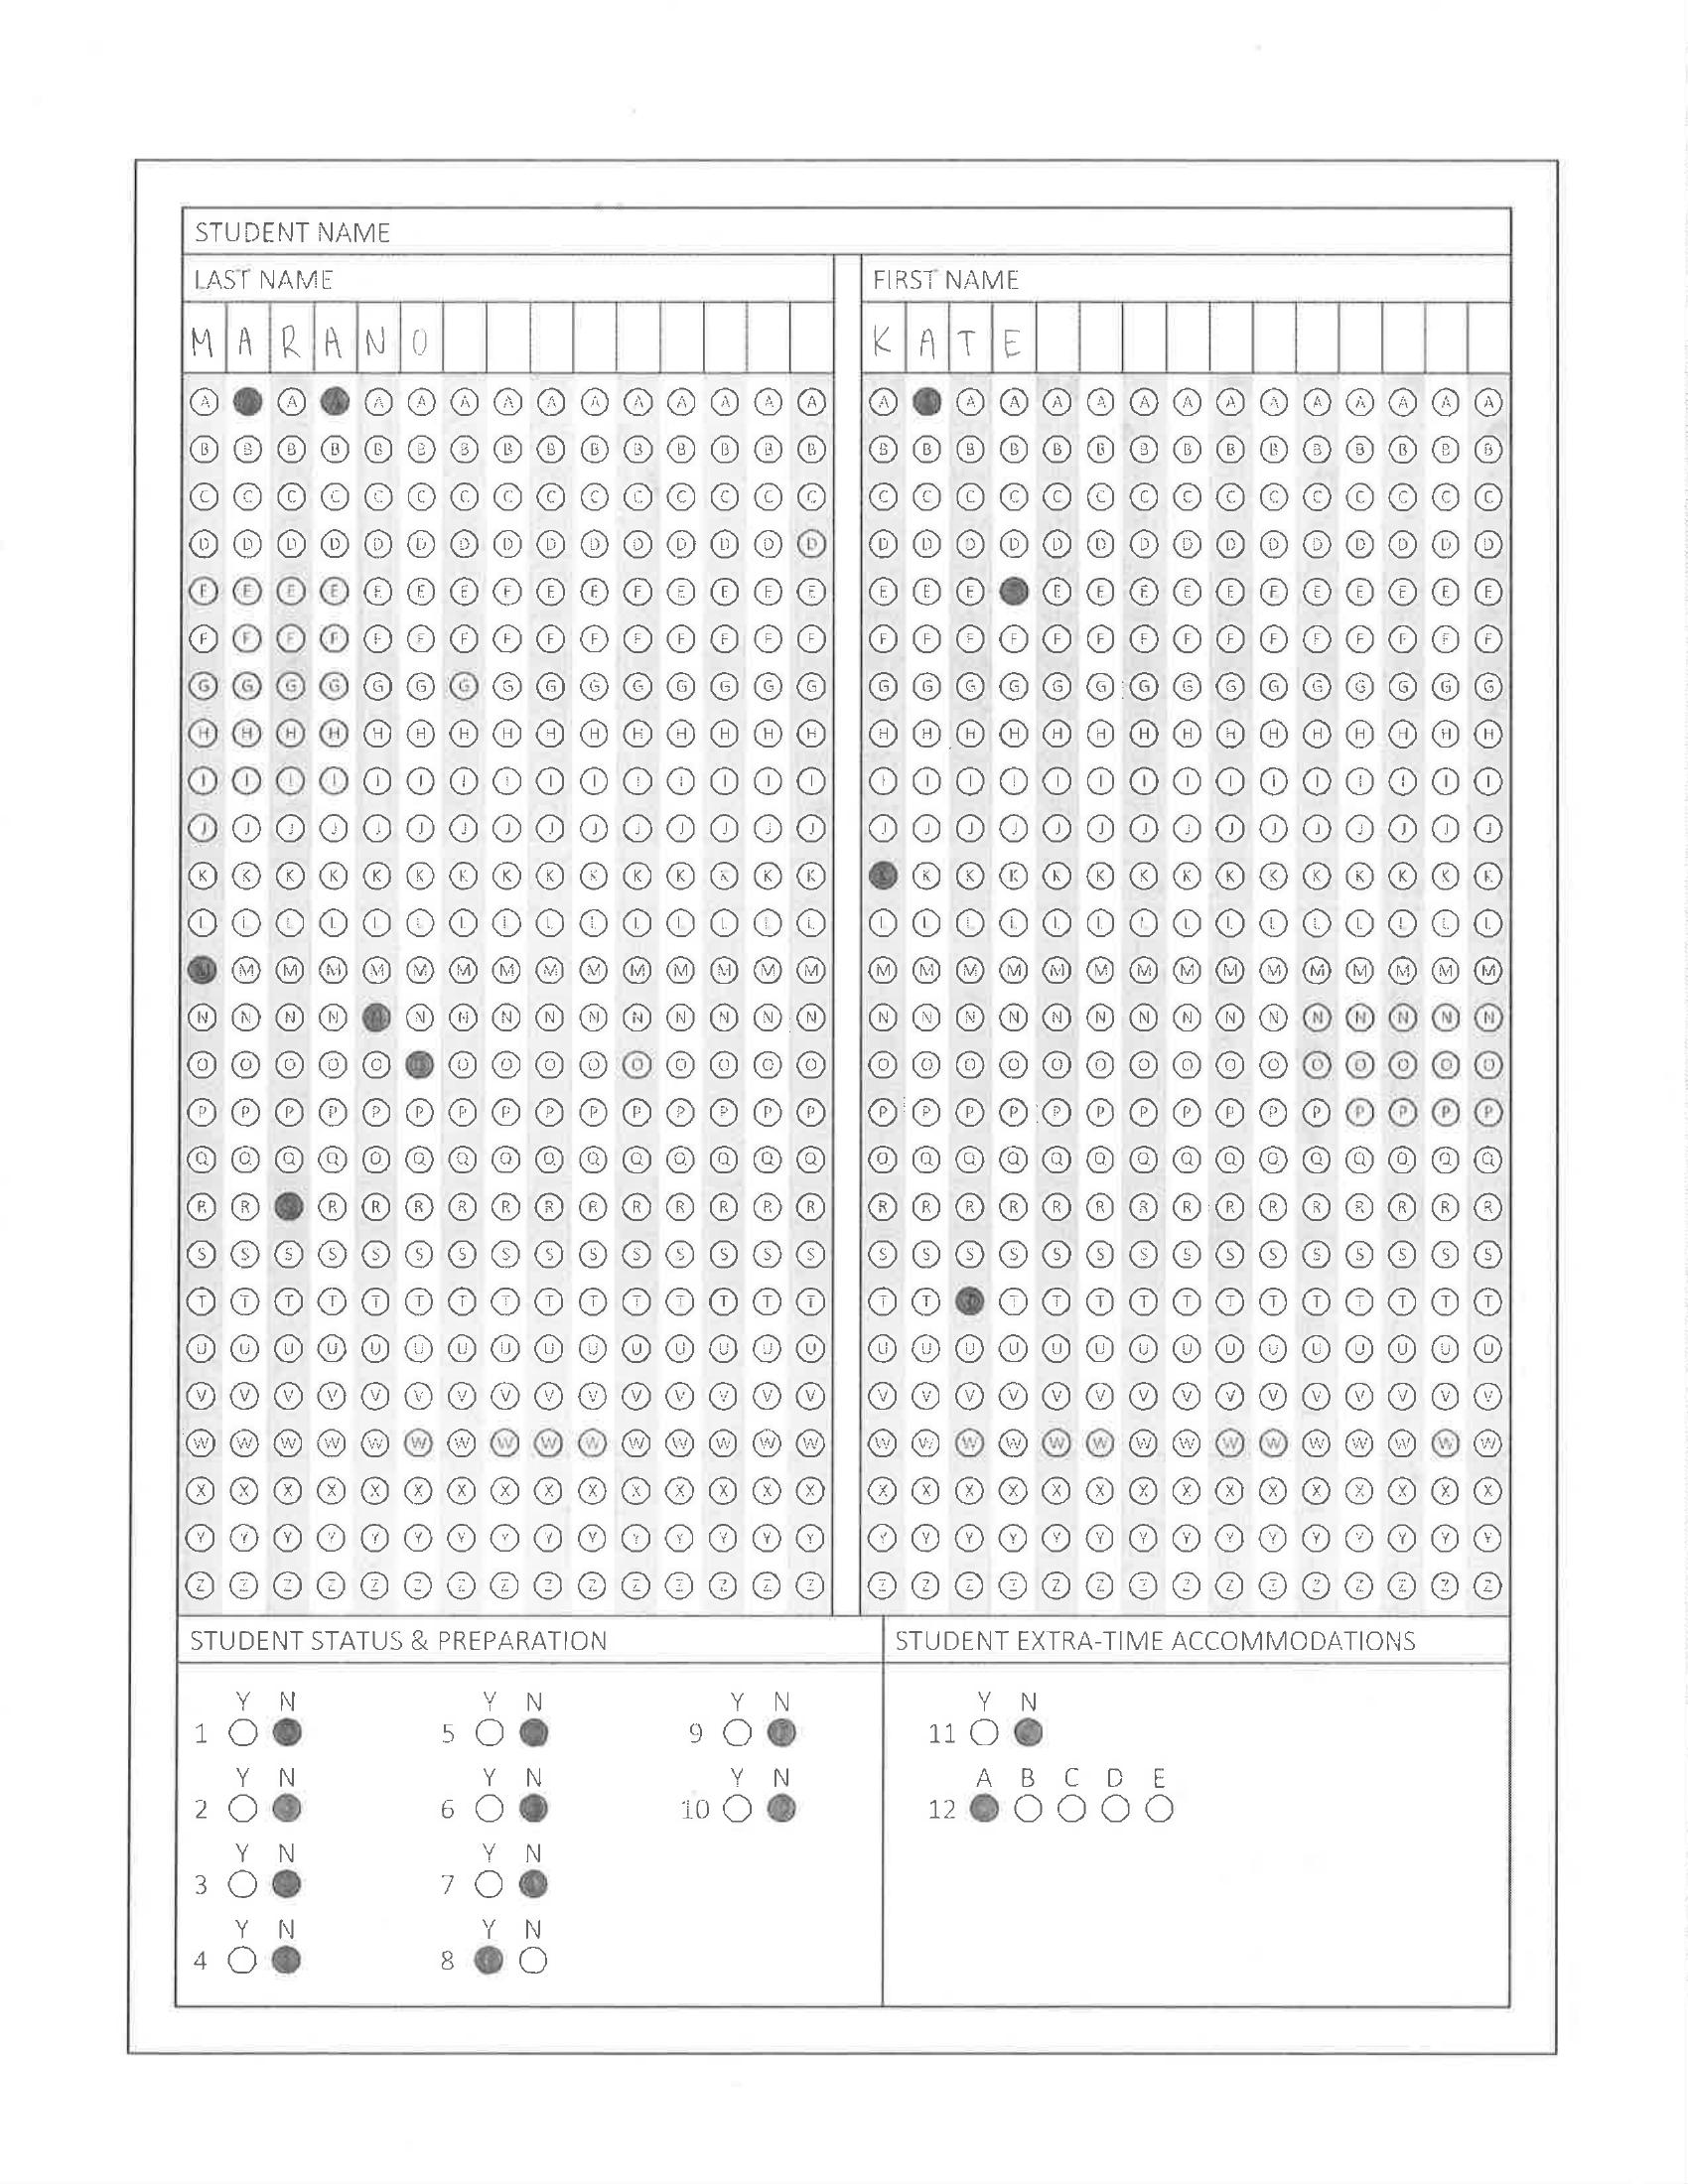 STUDENT NAME
LAST NAME FIRST NAME
M A R A N O K A T E
A A A A A A A A A A A A A A A A A A A A A A A A A A A
B B B B B B B B B B B B B B B B B B B B B B B B B B B B B B
C C C C C C C C C C C C C C C C C C C C C C C C C C C C C C
D D D D D D D D D D D D D D D D D D D D D D D D D D D D D D
E E E E E E E E E E E E E E E E E E E E E E E E E E E E E
F F F F F F F F F F F F F F F F F F F F F F F F F F F F F F
G G G G G G G G G G G G G G G G G G G G G G G G G G G G G G
H H H H H H H H H H H H H H H H H H H H H H H H H H H H H H
I I I I I I I I I I I I I I I I I I I I I I I I I I I I I I
J J J J J J J J J J J J J J J J J J J J J J J J J J J J J J
K K K K K K K K K K K K K K K K K K K K K K K K K K K K K K
L L L L L L L L L L L L L L L L L L L L L L L L L L L L L L
M M M M M M M M M M M M M M M M M M M M M M M M M M M M M M
N N N N N N N N N N N N N N N N N N N N N N N N N N N N N N
O O O O O O O O O O O O O O O O O O O O O O O O O O O O O
P P P P P P P P P P P P P P P P P P P P P P P P P P P P P P
Q Q Q Q Q Q Q Q Q Q Q Q Q Q Q Q Q Q Q Q Q Q Q Q Q Q Q Q Q Q
R R R R R R R R R R R R R R R R R R R R R R R R R R R R R
S S S S S S S S S S S S S S S S S S S S S S S S S S S S S S
T T T T T T T T T T T T T T T T T T T T T T T T T T T T T
U U U U U U U U U U U U U U U U U U U U U U U U U U U U U U
V V V V V V V V V V V V V V V V V V V V V V V V V V V V V V
W W W W W W W W W W W W W W W W W W W W W W W W W W W W W W
X X X X X X X X X X X X X X X X X X X X X X X X X X X X X X
Y Y Y Y Y Y Y Y Y Y Y Y Y Y Y Y Y Y Y Y Y Y Y Y Y Y Y Y Y Y
Z Z Z Z Z Z Z Z Z Z Z Z Z Z Z Z Z Z Z Z Z Z Z Z Z Z Z Z Z Z
STUDENT STATUS & PREPARATION STUDENT EXTRA-TIME ACCOMMODATIONS
Y N Y N Y N Y N
1 5 9 11
Y N Y N Y N A B C D E
2 6 10 12
Y N Y N
3 7
Y N Y N
4 8